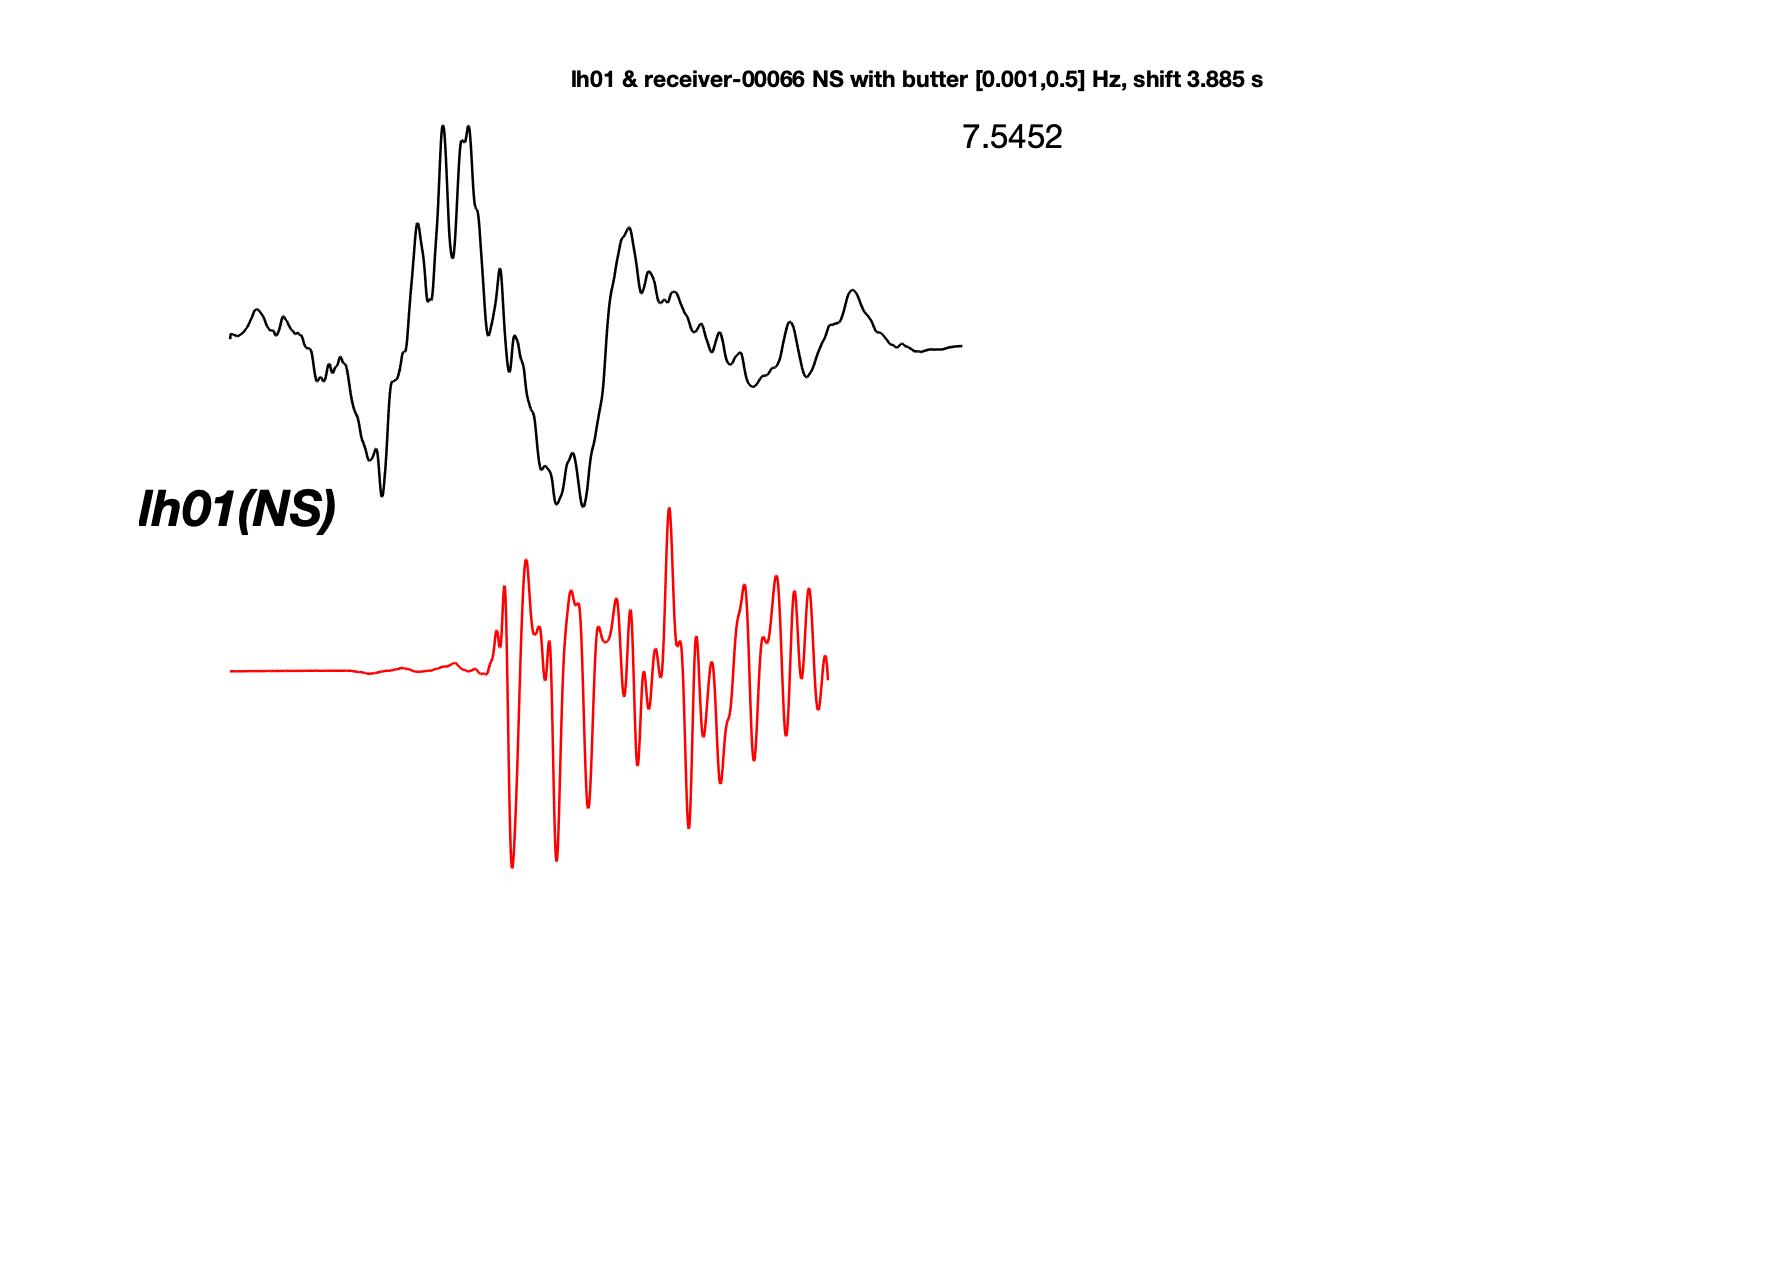 lh01 & receiver-00066 NS with butter [0.001,0.5] Hz, shift 3.885 s
7.5452
lh01(NS)